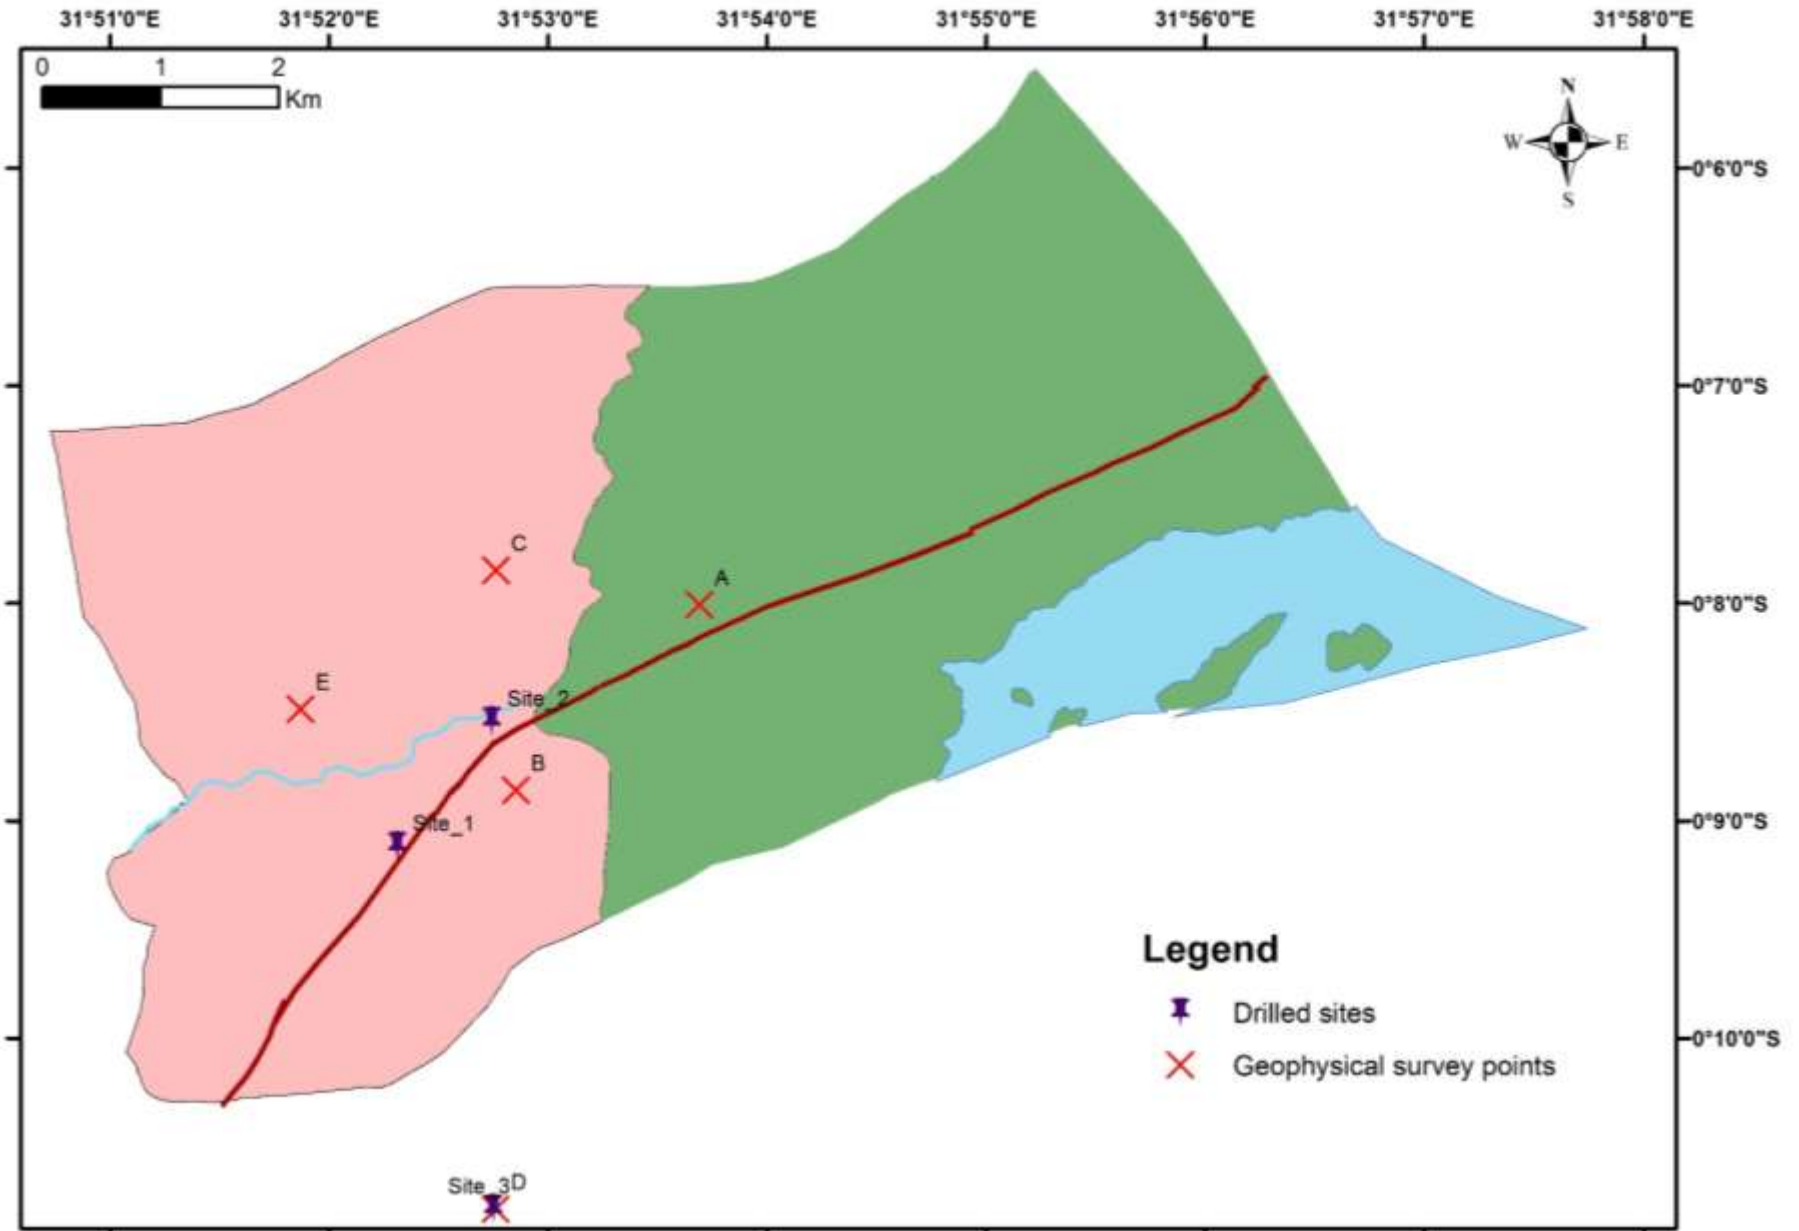 31°51'0"E 31°52'0"E 31°53'0"E 31°54'0"E 31°55'0"E 31°56'0"E 31°57'0"E 31°58'0"E
0 1 2
Km
N
W E
S
0°6'0"S
0°7'0"S
C
A
0°8'0"S
E
Site_2
B
Site_1
0°9'0"S
Legend
Drilled sites
0°10'0"S
Geophysical survey points
Site_3 D